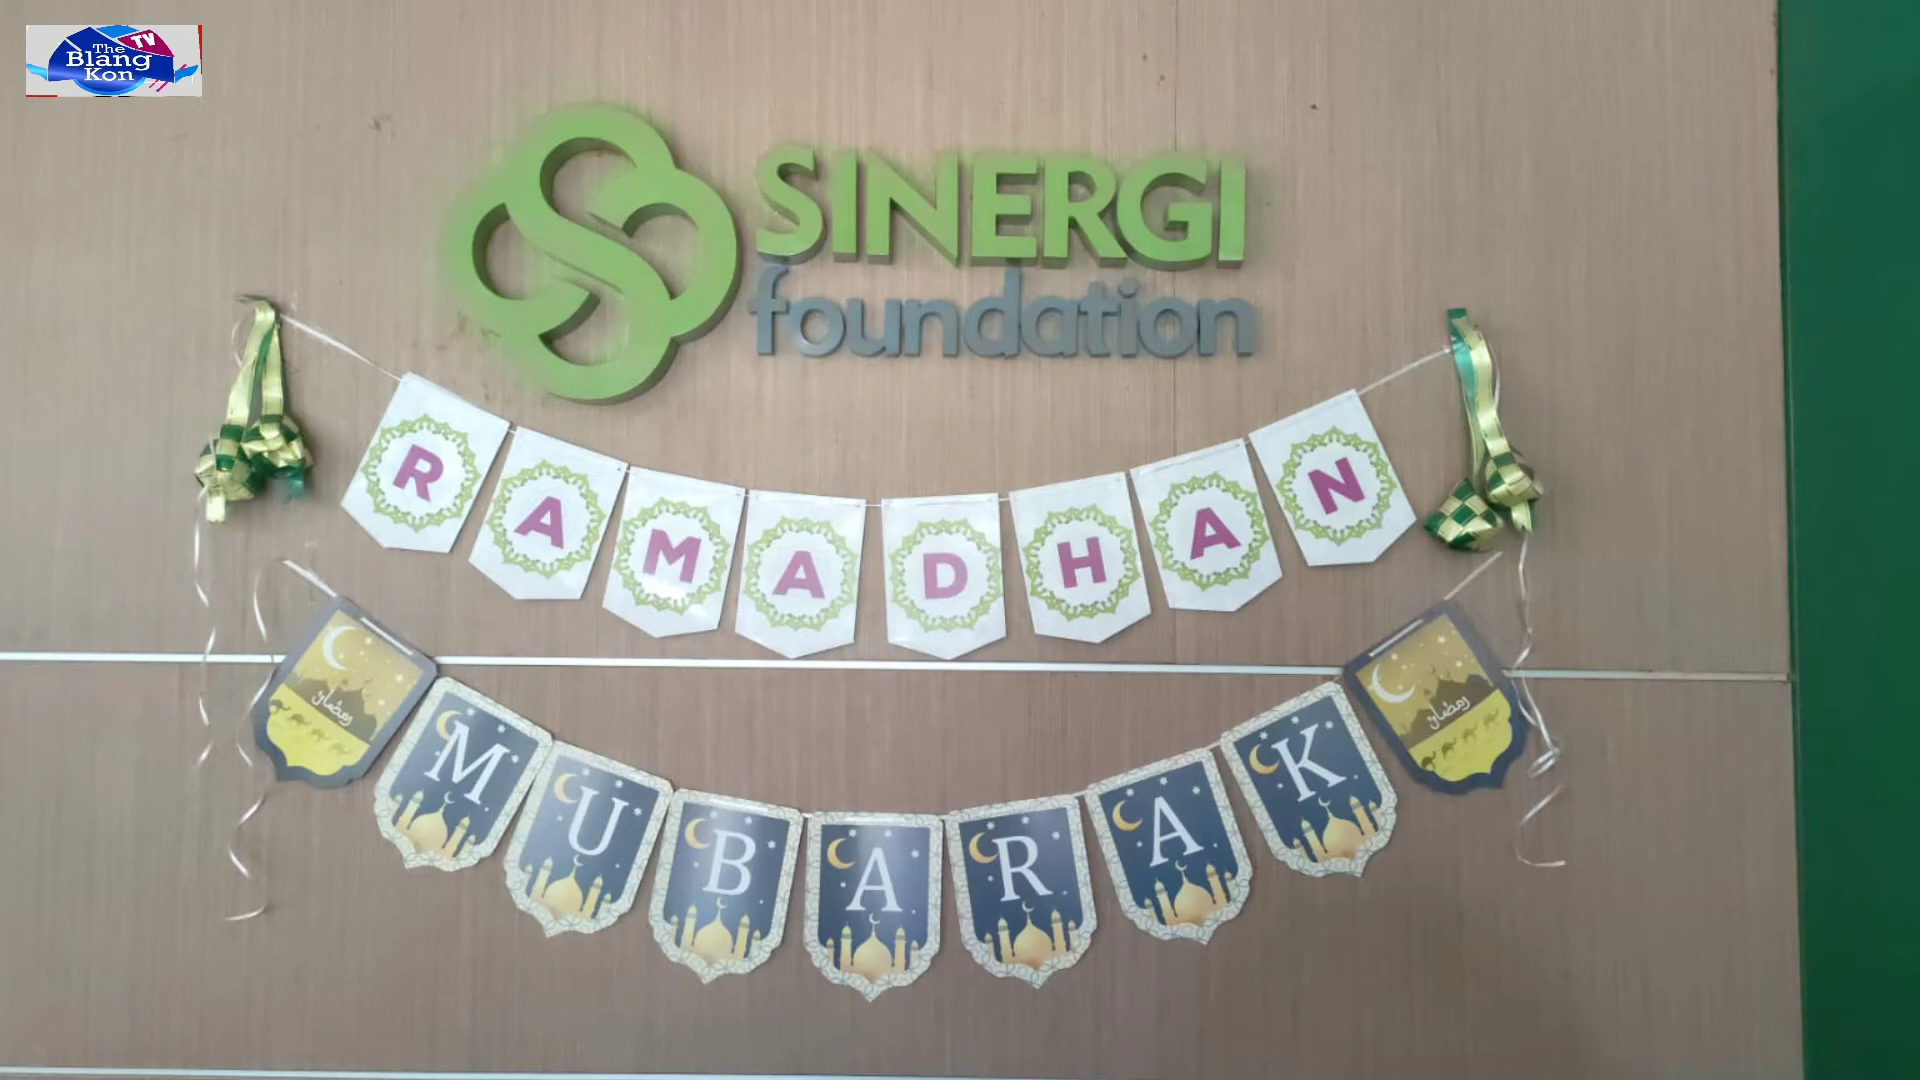 The
TV
Blang
Kon
SINERGI
foundation
RAMADHAN
رمضان
MUBARAK
رمضان